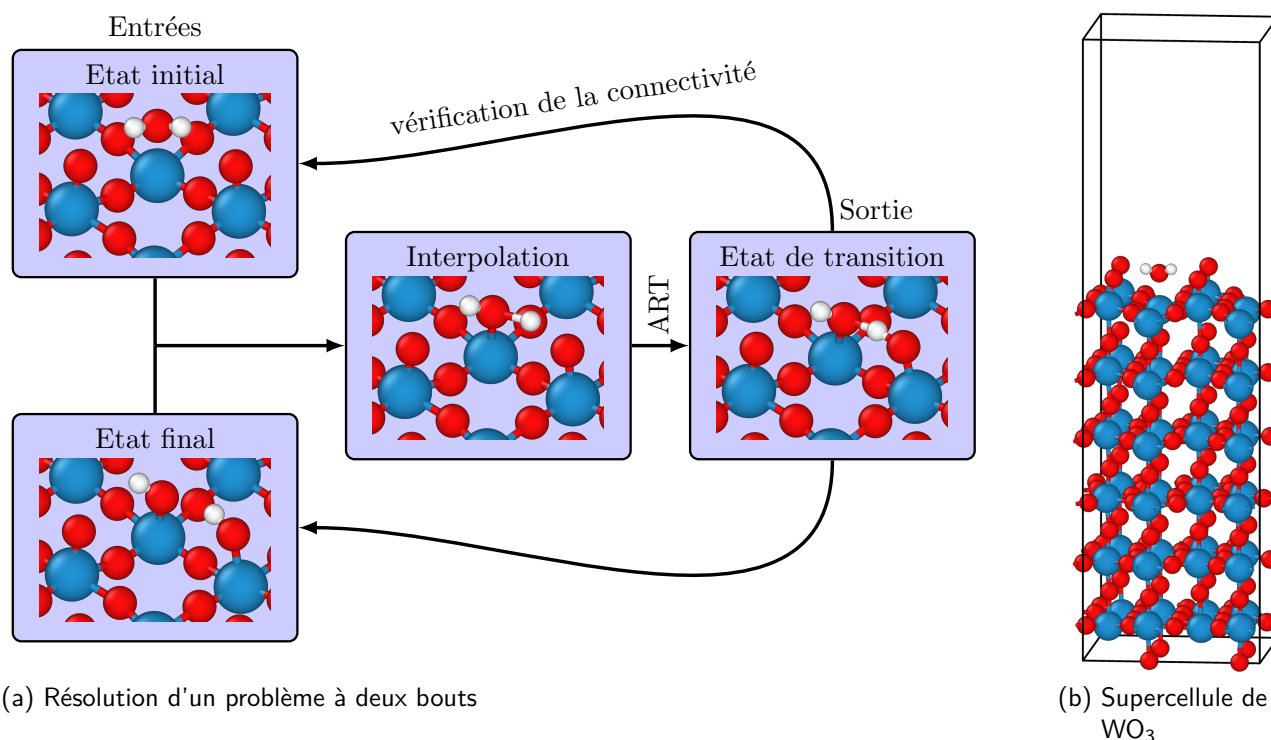 Entrées
Etat initial
vérification de la connectivité
Sortie
Interpolation
ART
Etat de transition
Etat final
(a) Résolution d'un problème à deux bouts
(b) Supercellule de
WO₃